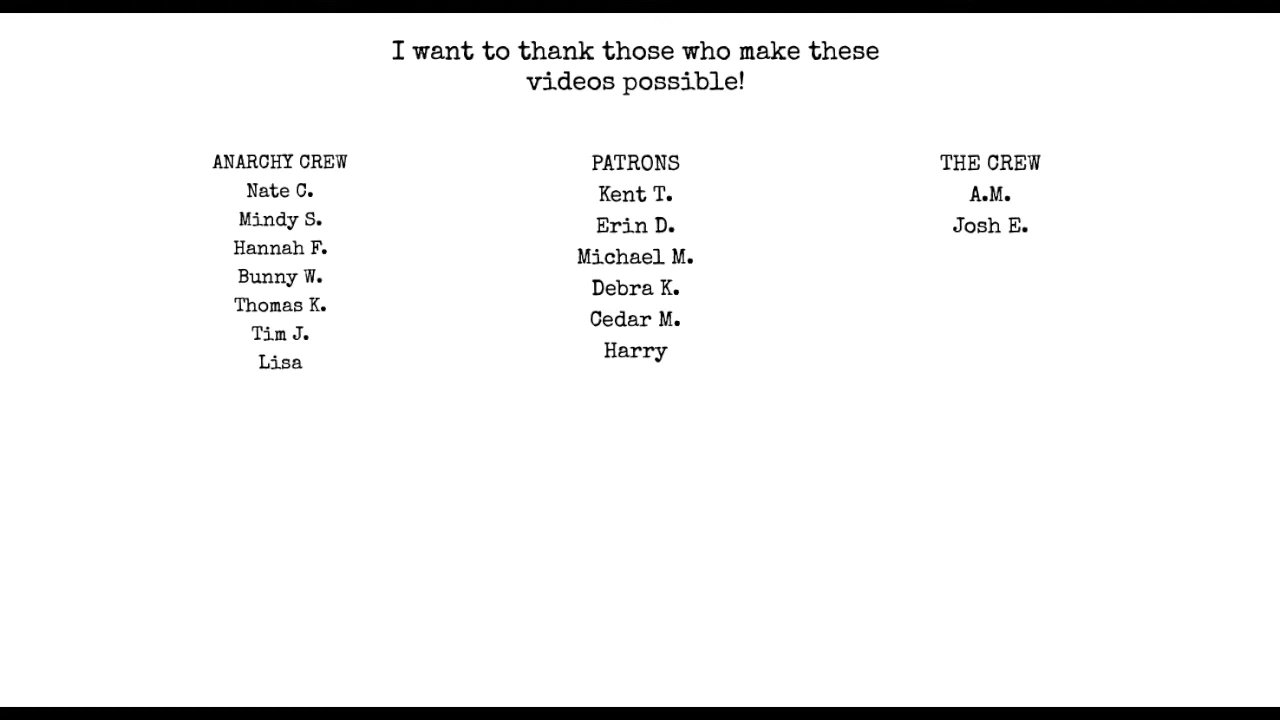 I want to thank those who make these
videos possible!
ANARCHY CREW
Nate C.
Mindy S.
Hannah F.
Bunny W.
Thomas K.
Tim J.
Lisa
PATRONS
Kent T.
Erin D.
Michael M.
Debra K.
Cedar M.
Harry
THE CREW
A.M.
Josh E.